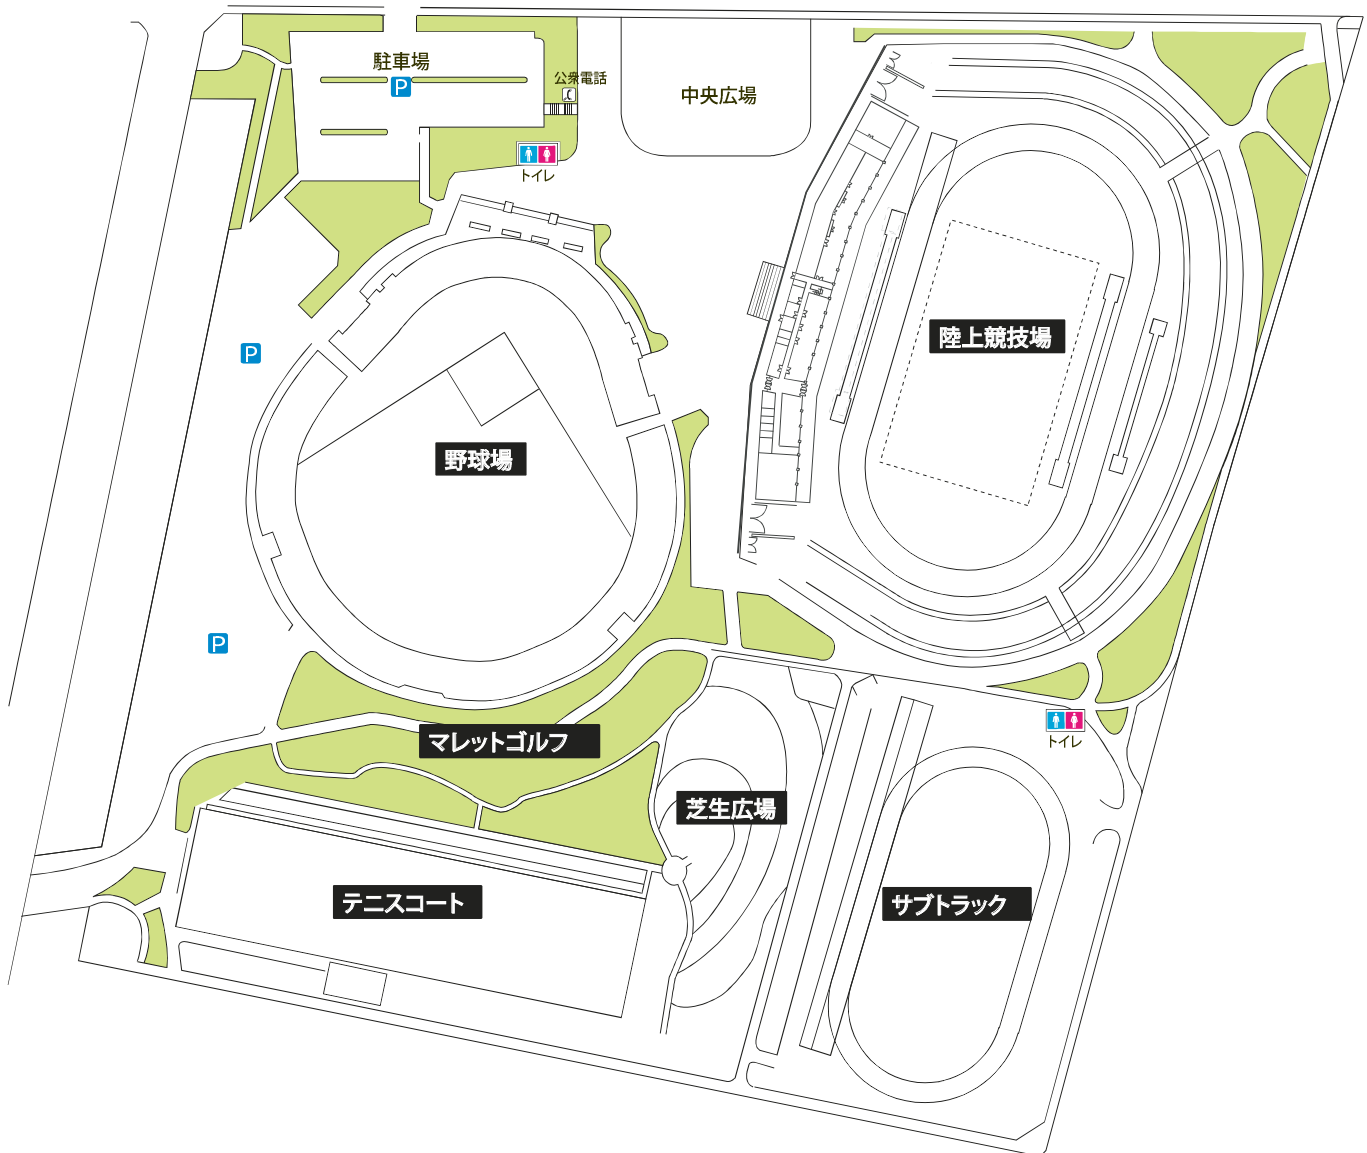 駐車場
P
公衆電話
中央広場
トイレ
陸上競技場
P
野球場
P
トイレ
マレットゴルフ
芝生広場
テニスコート
サブトラック